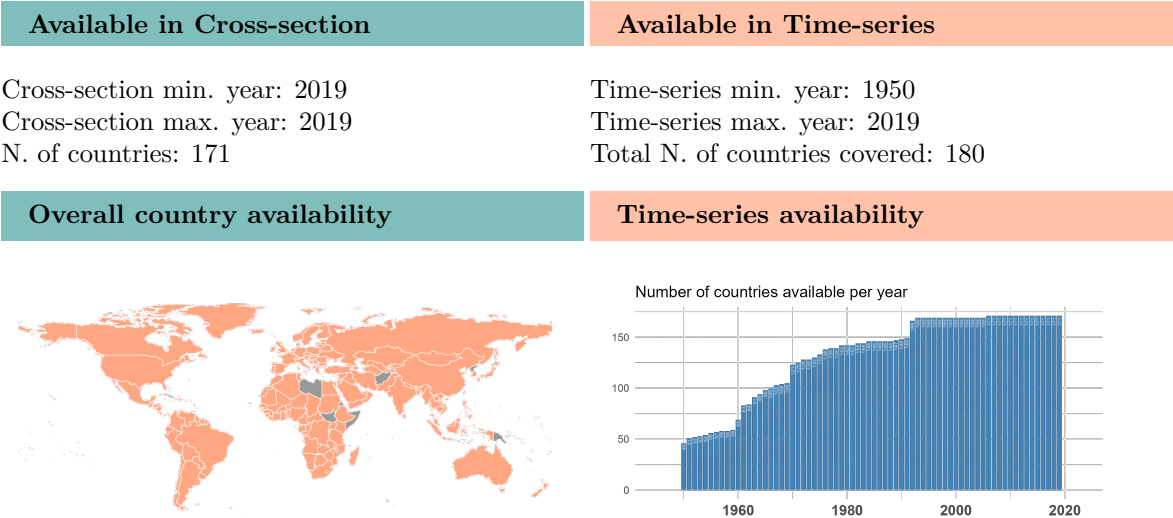 Available in Cross-section
Cross-section min. year: 2019
Cross-section max. year: 2019
N. of countries: 171
Available in Time-series
Time-series min. year: 1950
Time-series max. year: 2019
Total N. of countries covered: 180
Overall country availability
Time-series availability
Number of countries available per year
150
100
50
0
1960
1980
2000
2020